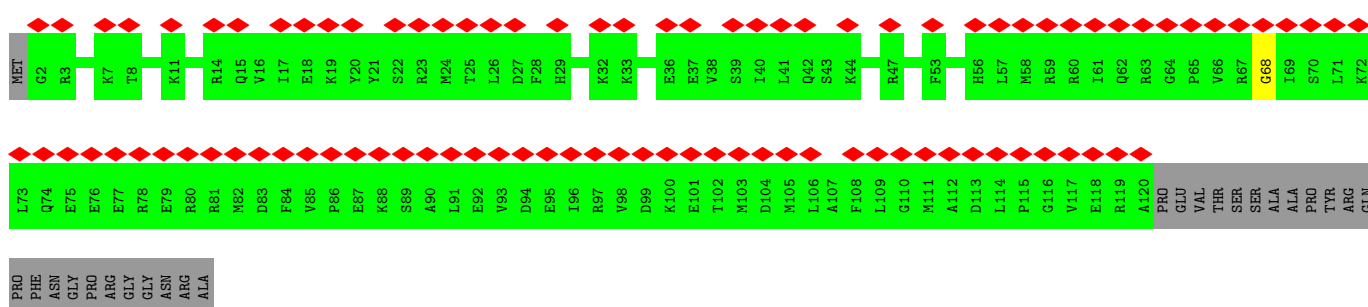 MET G2 R3 K7 T8 K11 R14 Q15 V16 I17 E18 K19 Y20 Y21 S22 R23 M24 T25 L26 D27 F28 H29 K32 K33 E36 E37 V38 S39 I40 L41 Q42 S43 K44 R47 F53 H56 L57 M58 R59 R60 I61 Q62 R63 G64 P65 V66 R67 G68 I69 S70 L71 K72
L73 Q74 E75 E76 E77 R78 E79 R80 R81 M82 D83 F84 V85 P86 E87 K88 S89 A90 L91 E92 V93 D94 E95 I96 R97 V98 D99 K100 E101 T102 M103 D104 M105 L106 A107 F108 L109 G110 M111 A112 D113 L114 P115 G116 V117 E118 R119 A120 PRO GLU VAL THR SER SER ALA ALA PRO TYR ARG GLN
PRO PHE ASN GLY PRO ARG GLY GLY ASN ARG ALA